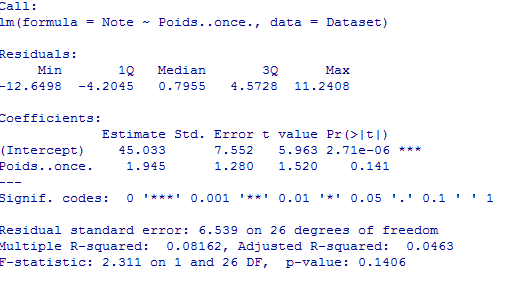 Call:
lm(formula = Note ~ Poids..once., data = Dataset)
Residuals:
Min 1Q Median 3Q Max
-12.6498 -4.2045 0.7955 4.5728 11.2408
Coefficients:
Estimate Std. Error t value Pr(>|t|)
(Intercept) 45.033 7.552 5.963 2.71e-06 ***
Poids..once. 1.945 1.280 1.520 0.141
---
Signif. codes: 0 '***' 0.001 '**' 0.01 '*' 0.05 '.' 0.1 ' ' 1
Residual standard error: 6.539 on 26 degrees of freedom
Multiple R-squared: 0.08162, Adjusted R-squared: 0.0463
F-statistic: 2.311 on 1 and 26 DF, p-value: 0.1406